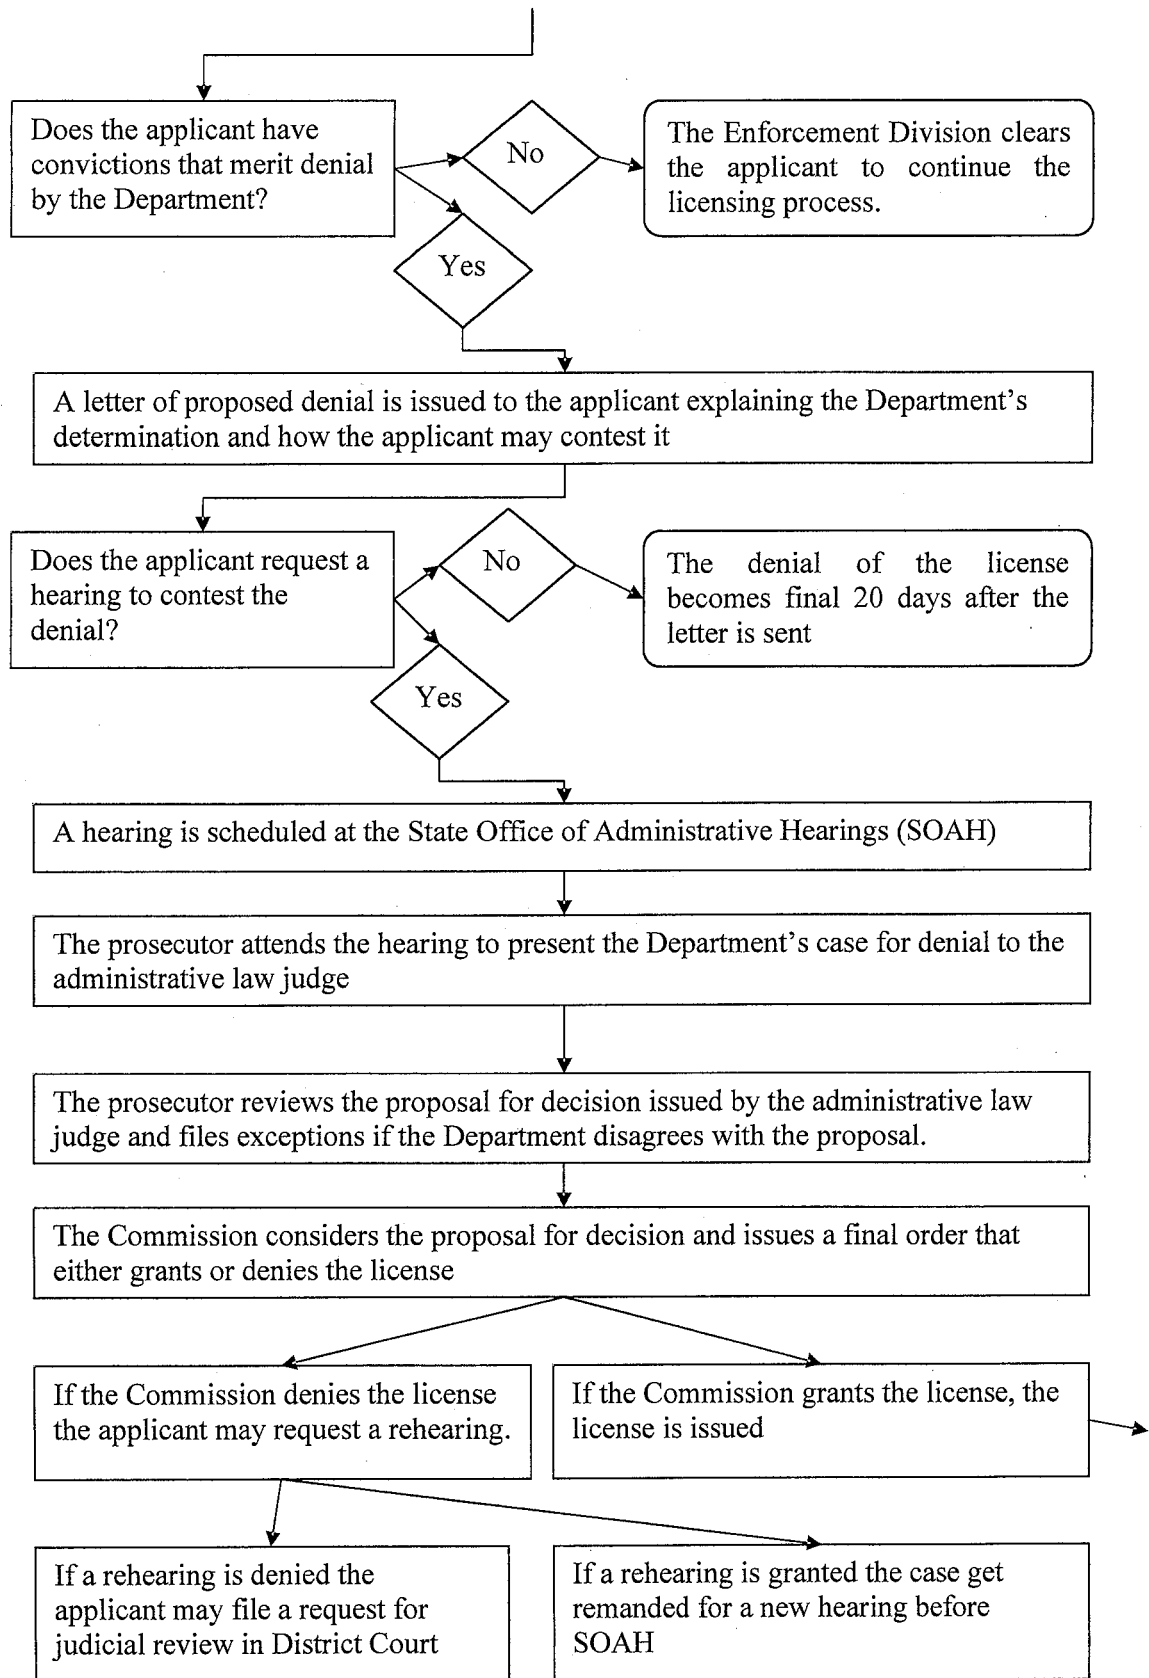 Does the applicant have
convictions that merit denial
by the Department?
No
The Enforcement Division clears
the applicant to continue the
licensing process.
Yes
A letter of proposed denial is issued to the applicant explaining the Department's
determination and how the applicant may contest it
Does the applicant request a
hearing to contest the
denial?
No
The denial of the license
becomes final 20 days after the
letter is sent
Yes
A hearing is scheduled at the State Office of Administrative Hearings (SOAH)
The prosecutor attends the hearing to present the Department's case for denial to the
administrative law judge
The prosecutor reviews the proposal for decision issued by the administrative law
judge and files exceptions if the Department disagrees with the proposal.
The Commission considers the proposal for decision and issues a final order that
either grants or denies the license
If the Commission denies the license
the applicant may request a rehearing.
If the Commission grants the license, the
license is issued
If a rehearing is denied the
applicant may file a request for
judicial review in District Court
If a rehearing is granted the case get
remanded for a new hearing before
SOAH